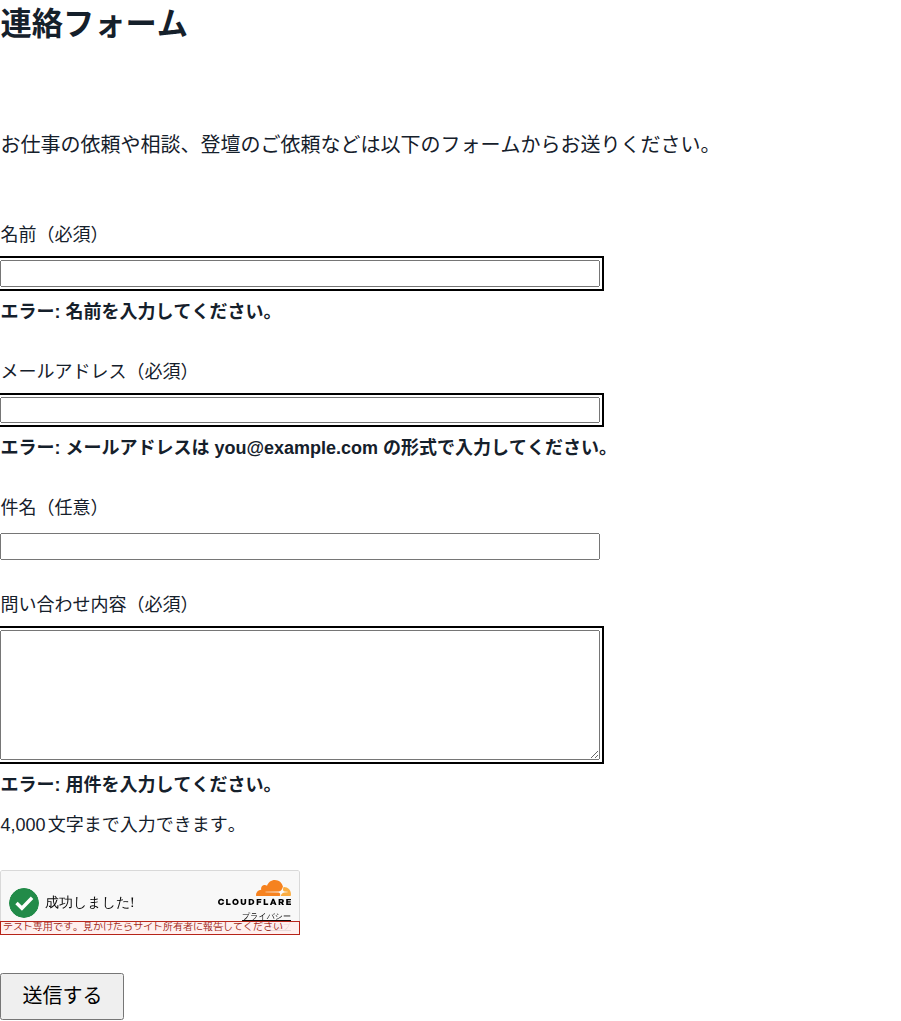 連絡フォーム
お仕事の依頼や相談、登壇のご依頼などは以下のフォームからお送りください。
名前（必須）
エラー: 名前を入力してください。
メールアドレス（必須）
エラー: メールアドレスは you@example.com の形式で入力してください。
件名（任意）
問い合わせ内容（必須）
エラー: 用件を入力してください。
4,000文字まで入力できます。
成功しました!
CLOUDFLARE
プライバシー
テスト専用です。見かけたらサイト所有者に報告してください
送信する